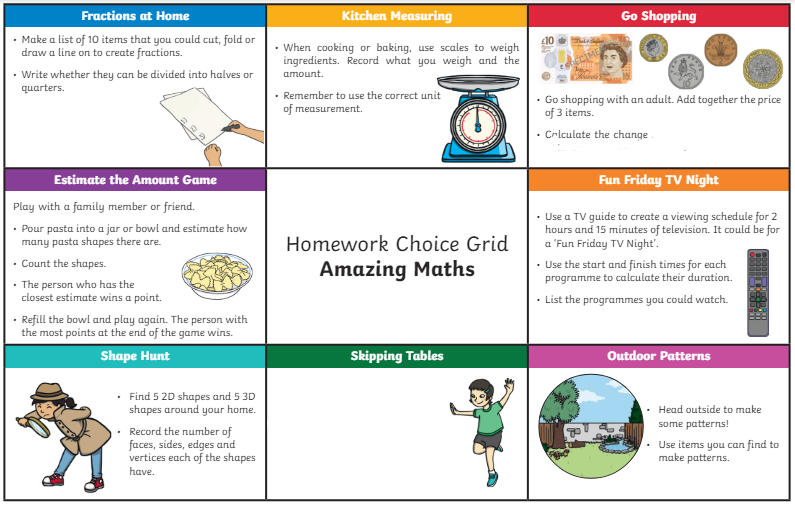 Fractions at Home
• Make a list of 10 items that you could cut, fold or
draw a line on to create fractions.
• Write whether they can be divided into halves or
quarters.
Kitchen Measuring
• When cooking or baking, use scales to weigh
ingredients. Record what you weigh and the
amount.
• Remember to use the correct unit
of measurement.
Go Shopping
£10
• Go shopping with an adult. Add together the price
of 3 items.
• Calculate the change
Estimate the Amount Game
Play with a family member or friend.
• Pour pasta into a jar or bowl and estimate how
many pasta shapes there are.
• Count the shapes.
• The person who has the
closest estimate wins a point.
• Refill the bowl and play again. The person with
the most points at the end of the game wins.
Homework Choice Grid
Amazing Maths
Fun Friday TV Night
• Use a TV guide to create a viewing schedule for 2
hours and 15 minutes of television. It could be for
a ‘Fun Friday TV Night’.
• Use the start and finish times for each
programme to calculate their duration.
• List the programmes you could watch.
Shape Hunt
• Find 5 2D shapes and 5 3D
shapes around your home.
• Record the number of
faces, sides, edges and
vertices each of the shapes
have.
Skipping Tables
Outdoor Patterns
• Head outside to make
some patterns!
• Use items you can find to
make patterns.